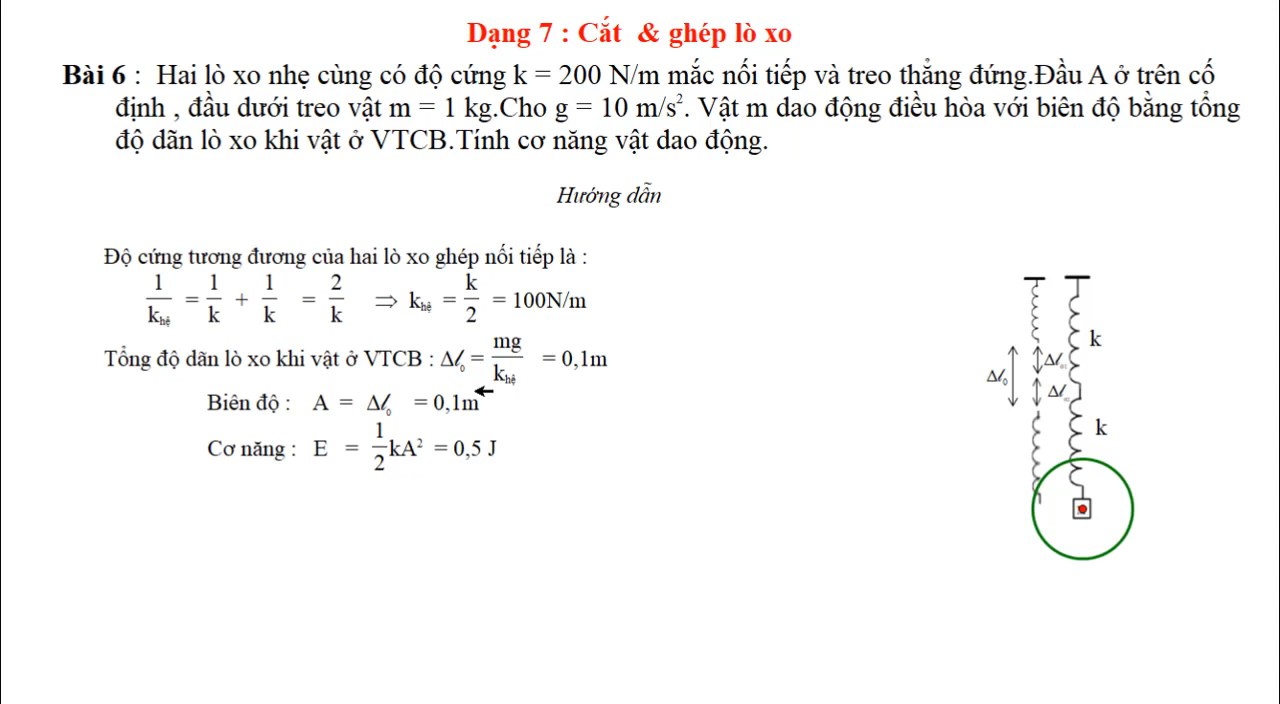 Dạng 7 : Cắt & ghép lò xo
Bài 6 : Hai lò xo nhẹ cùng có độ cứng k = 200 N/m mắc nối tiếp và treo thẳng đứng.Đầu A ở trên cố
định , đầu dưới treo vật m = 1 kg.Cho g = 10 m/s². Vật m dao động điều hòa với biên độ bằng tổng
độ dãn lò xo khi vật ở VTCB.Tính cơ năng vật dao động.
Hướng dẫn
Độ cứng tương đương của hai lò xo ghép nối tiếp là :
1/k_hệ = 1/k + 1/k = 2/k ⇒ k_hệ = k/2 = 100N/m
Tổng độ dãn lò xo khi vật ở VTCB : Δℓ₀ = mg/k_hệ = 0,1m
Biên độ : A = Δℓ₀ = 0,1m
Cơ năng : E = 1/2 kA² = 0,5 J
k
Δℓ
Δℓ₀
Δℓ
k